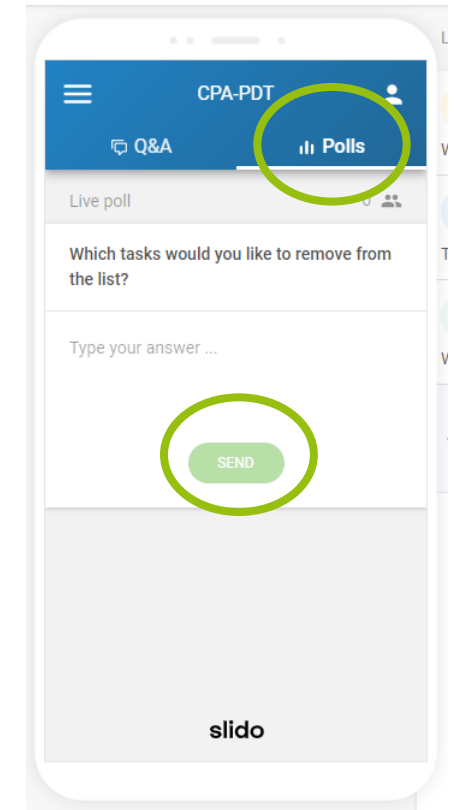 CPA-PDT
Q&A
Polls
Live poll
Which tasks would you like to remove from
the list?
Type your answer ...
SEND
slido